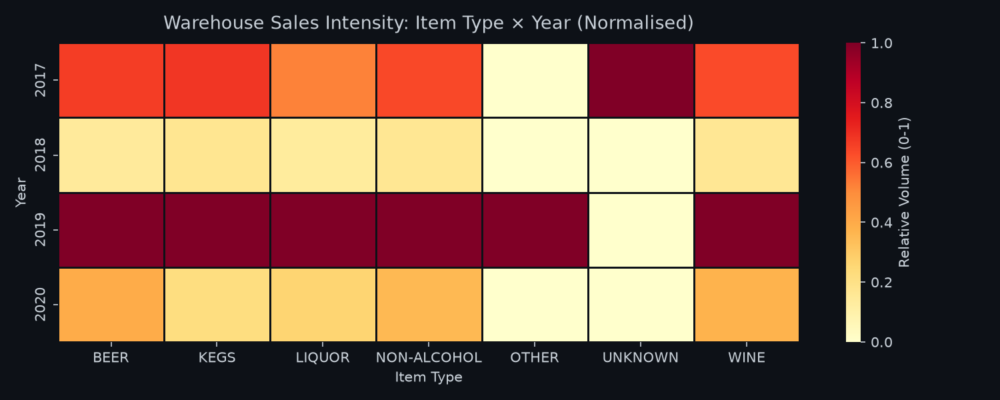 Warehouse Sales Intensity: Item Type × Year (Normalised)
Year
2017
2018
2019
2020
BEER
KEGS
LIQUOR
NON-ALCOHOL
OTHER
UNKNOWN
WINE
Item Type
1.0
0.8
0.6
0.4
0.2
0.0
Relative Volume (0-1)